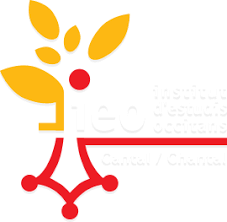 ieo
institut
d'estudis
occitans
Cantal / Chantal